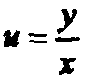 u = y/x